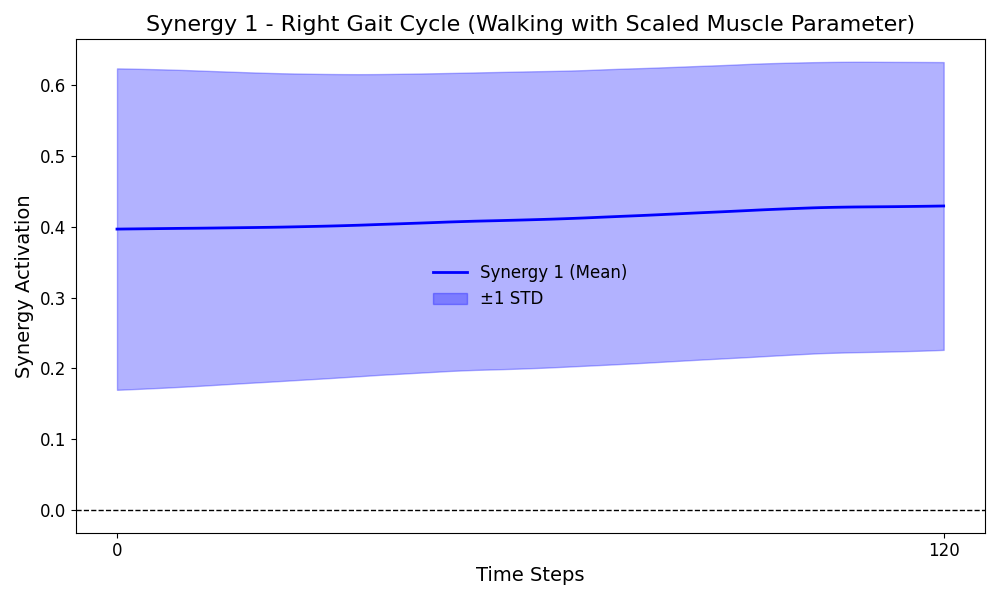 Synergy 1 - Right Gait Cycle (Walking with Scaled Muscle Parameter)
Synergy Activation
0.6
0.5
0.4
0.3
0.2
0.1
0.0
Synergy 1 (Mean)
±1 STD
0
120
Time Steps